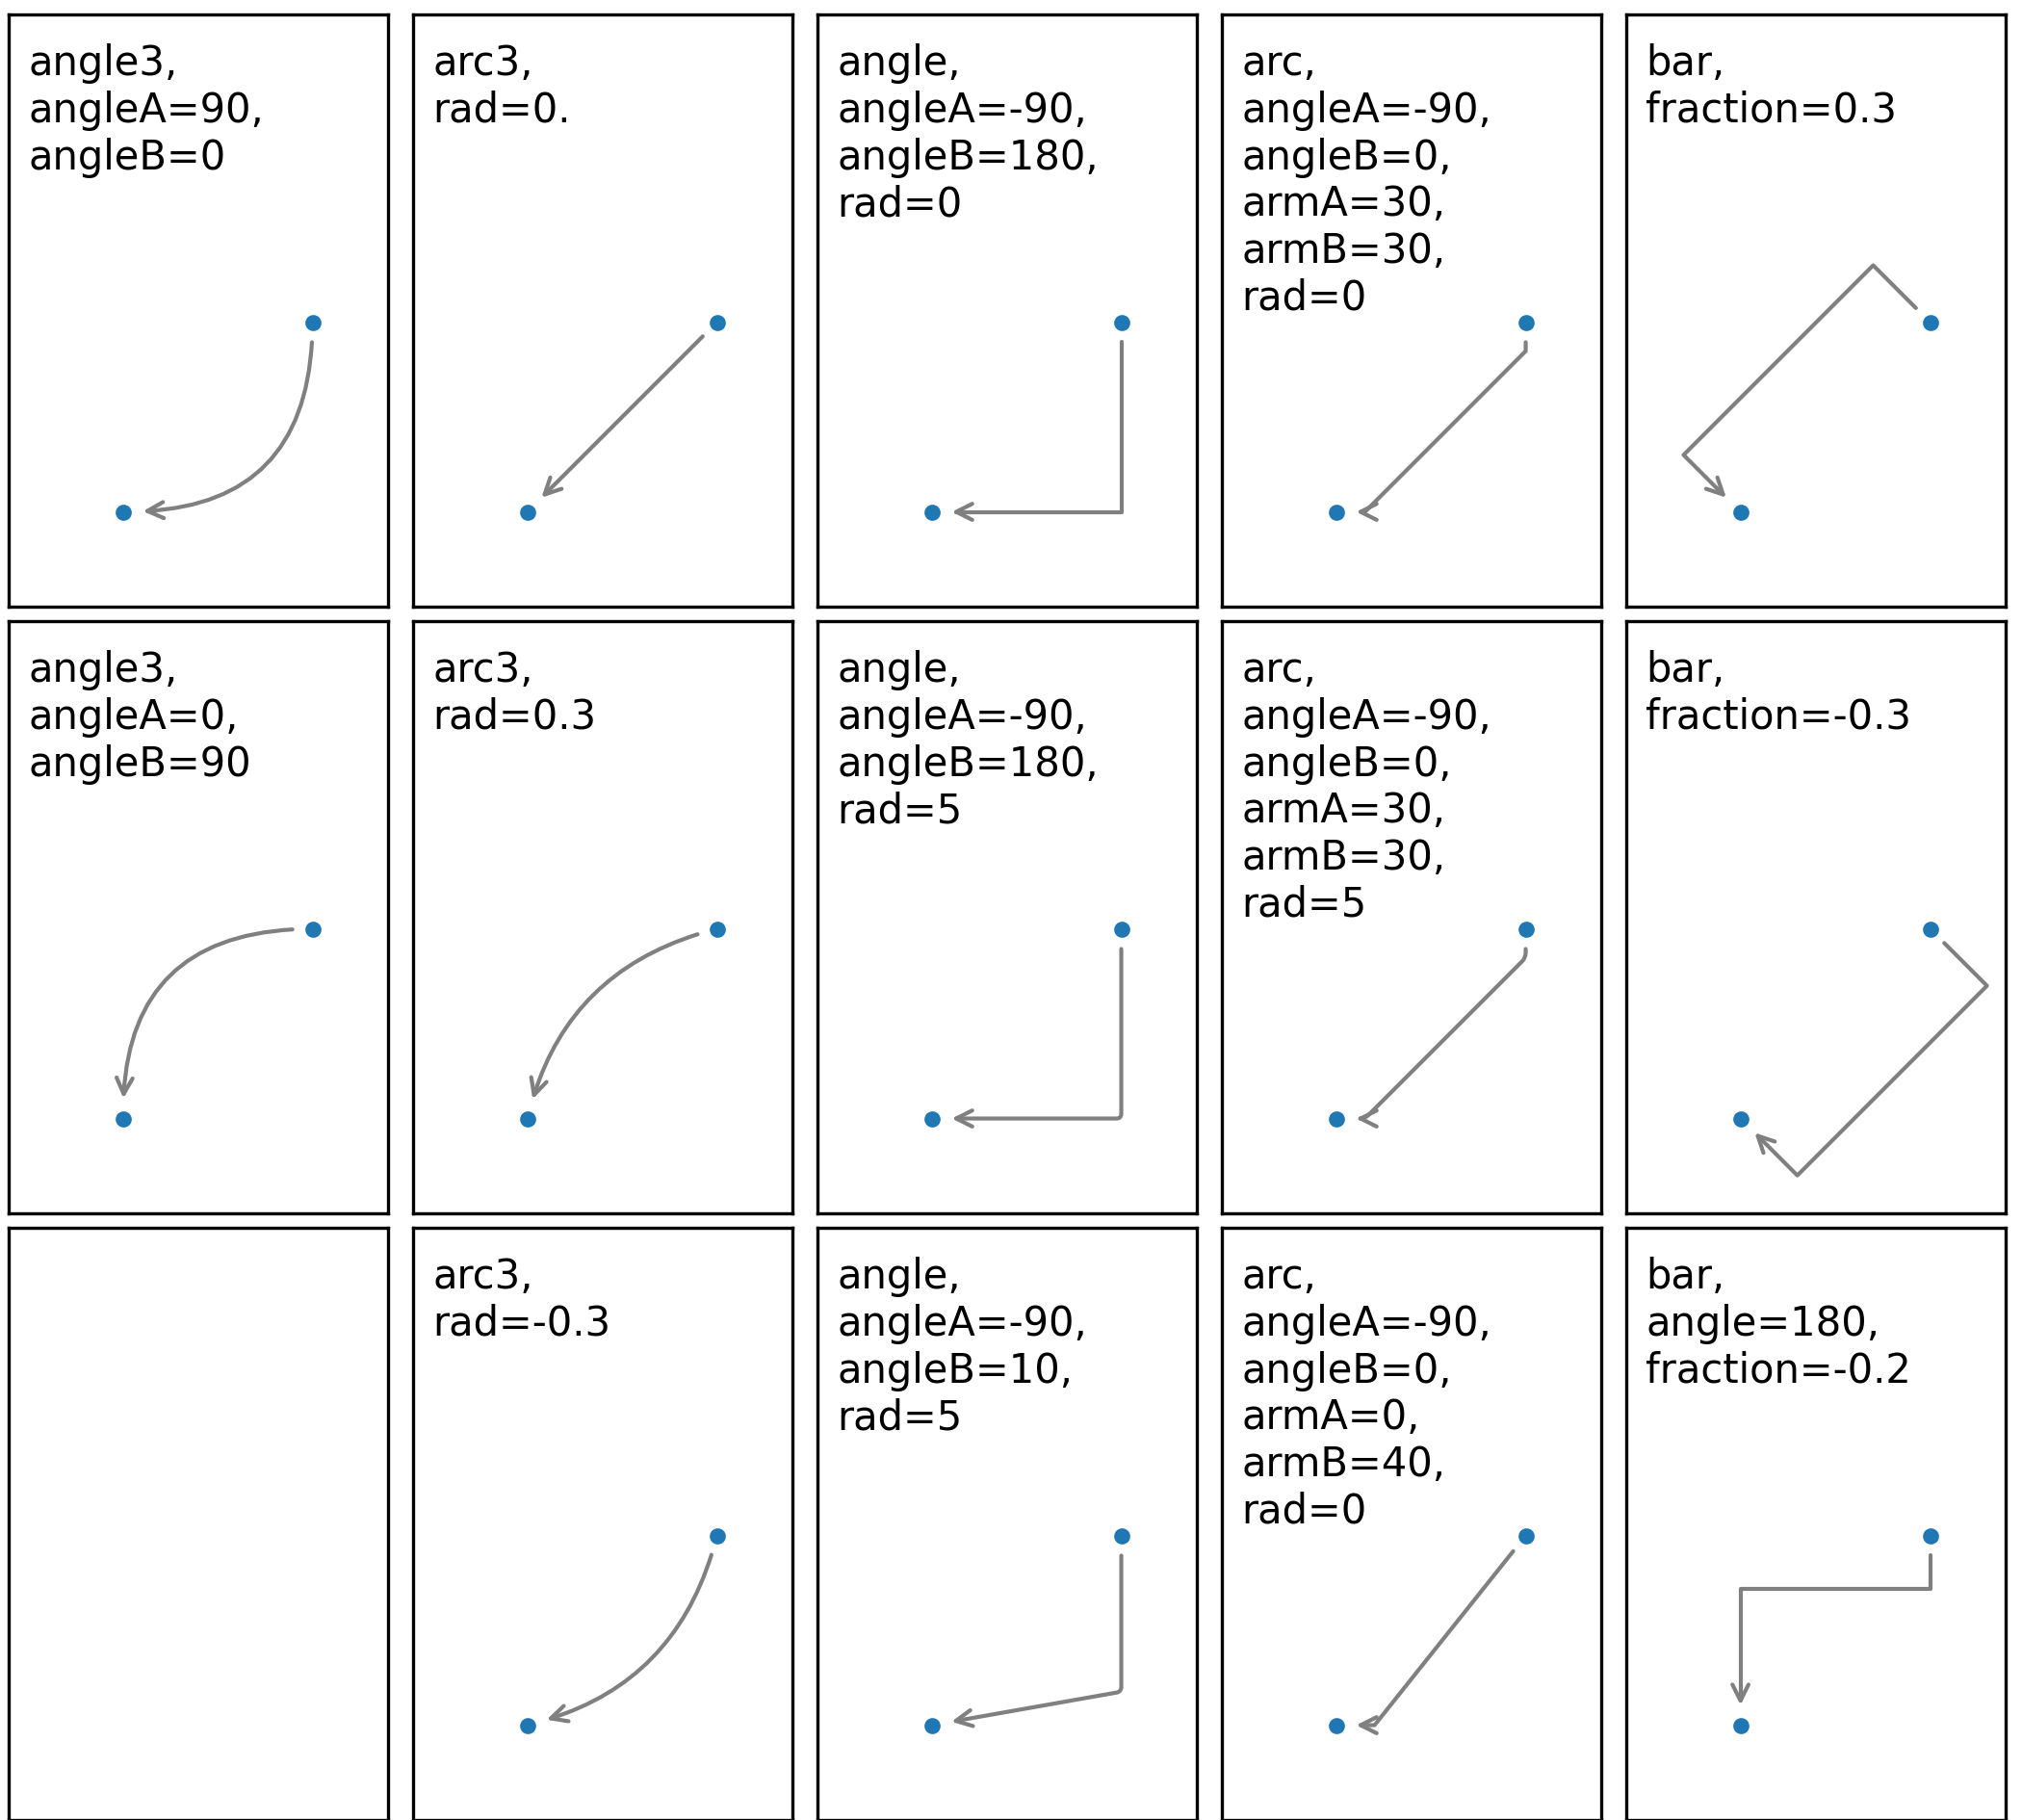 angle3,
angleA=90,
angleB=0
arc3,
rad=0.
angle,
angleA=-90,
angleB=180,
rad=0
arc,
angleA=-90,
angleB=0,
armA=30,
armB=30,
rad=0
bar,
fraction=0.3
angle3,
angleA=0,
angleB=90
arc3,
rad=0.3
angle,
angleA=-90,
angleB=180,
rad=5
arc,
angleA=-90,
angleB=0,
armA=30,
armB=30,
rad=5
bar,
fraction=-0.3
arc3,
rad=-0.3
angle,
angleA=-90,
angleB=10,
rad=5
arc,
angleA=-90,
angleB=0,
armA=0,
armB=40,
rad=0
bar,
angle=180,
fraction=-0.2